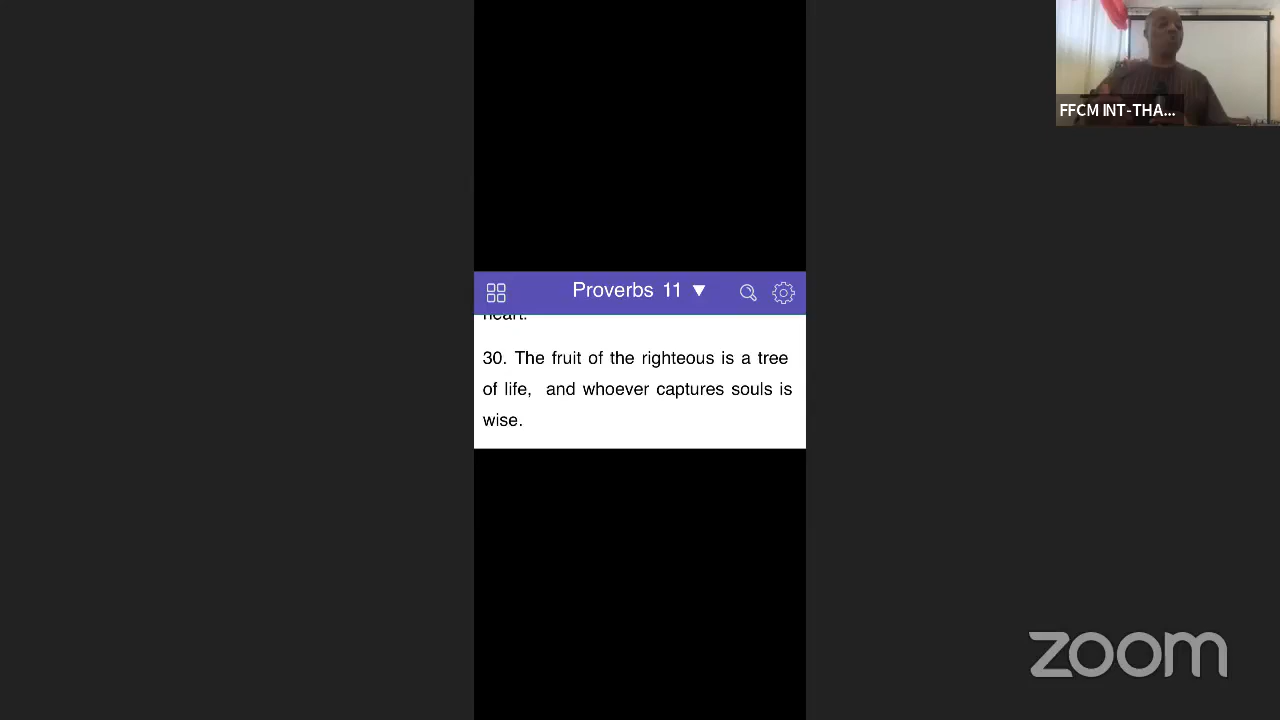 FFCM INT-THA...
Proverbs 11 ▼
heart.
30. The fruit of the righteous is a tree
of life, and whoever captures souls is
wise.
zoom